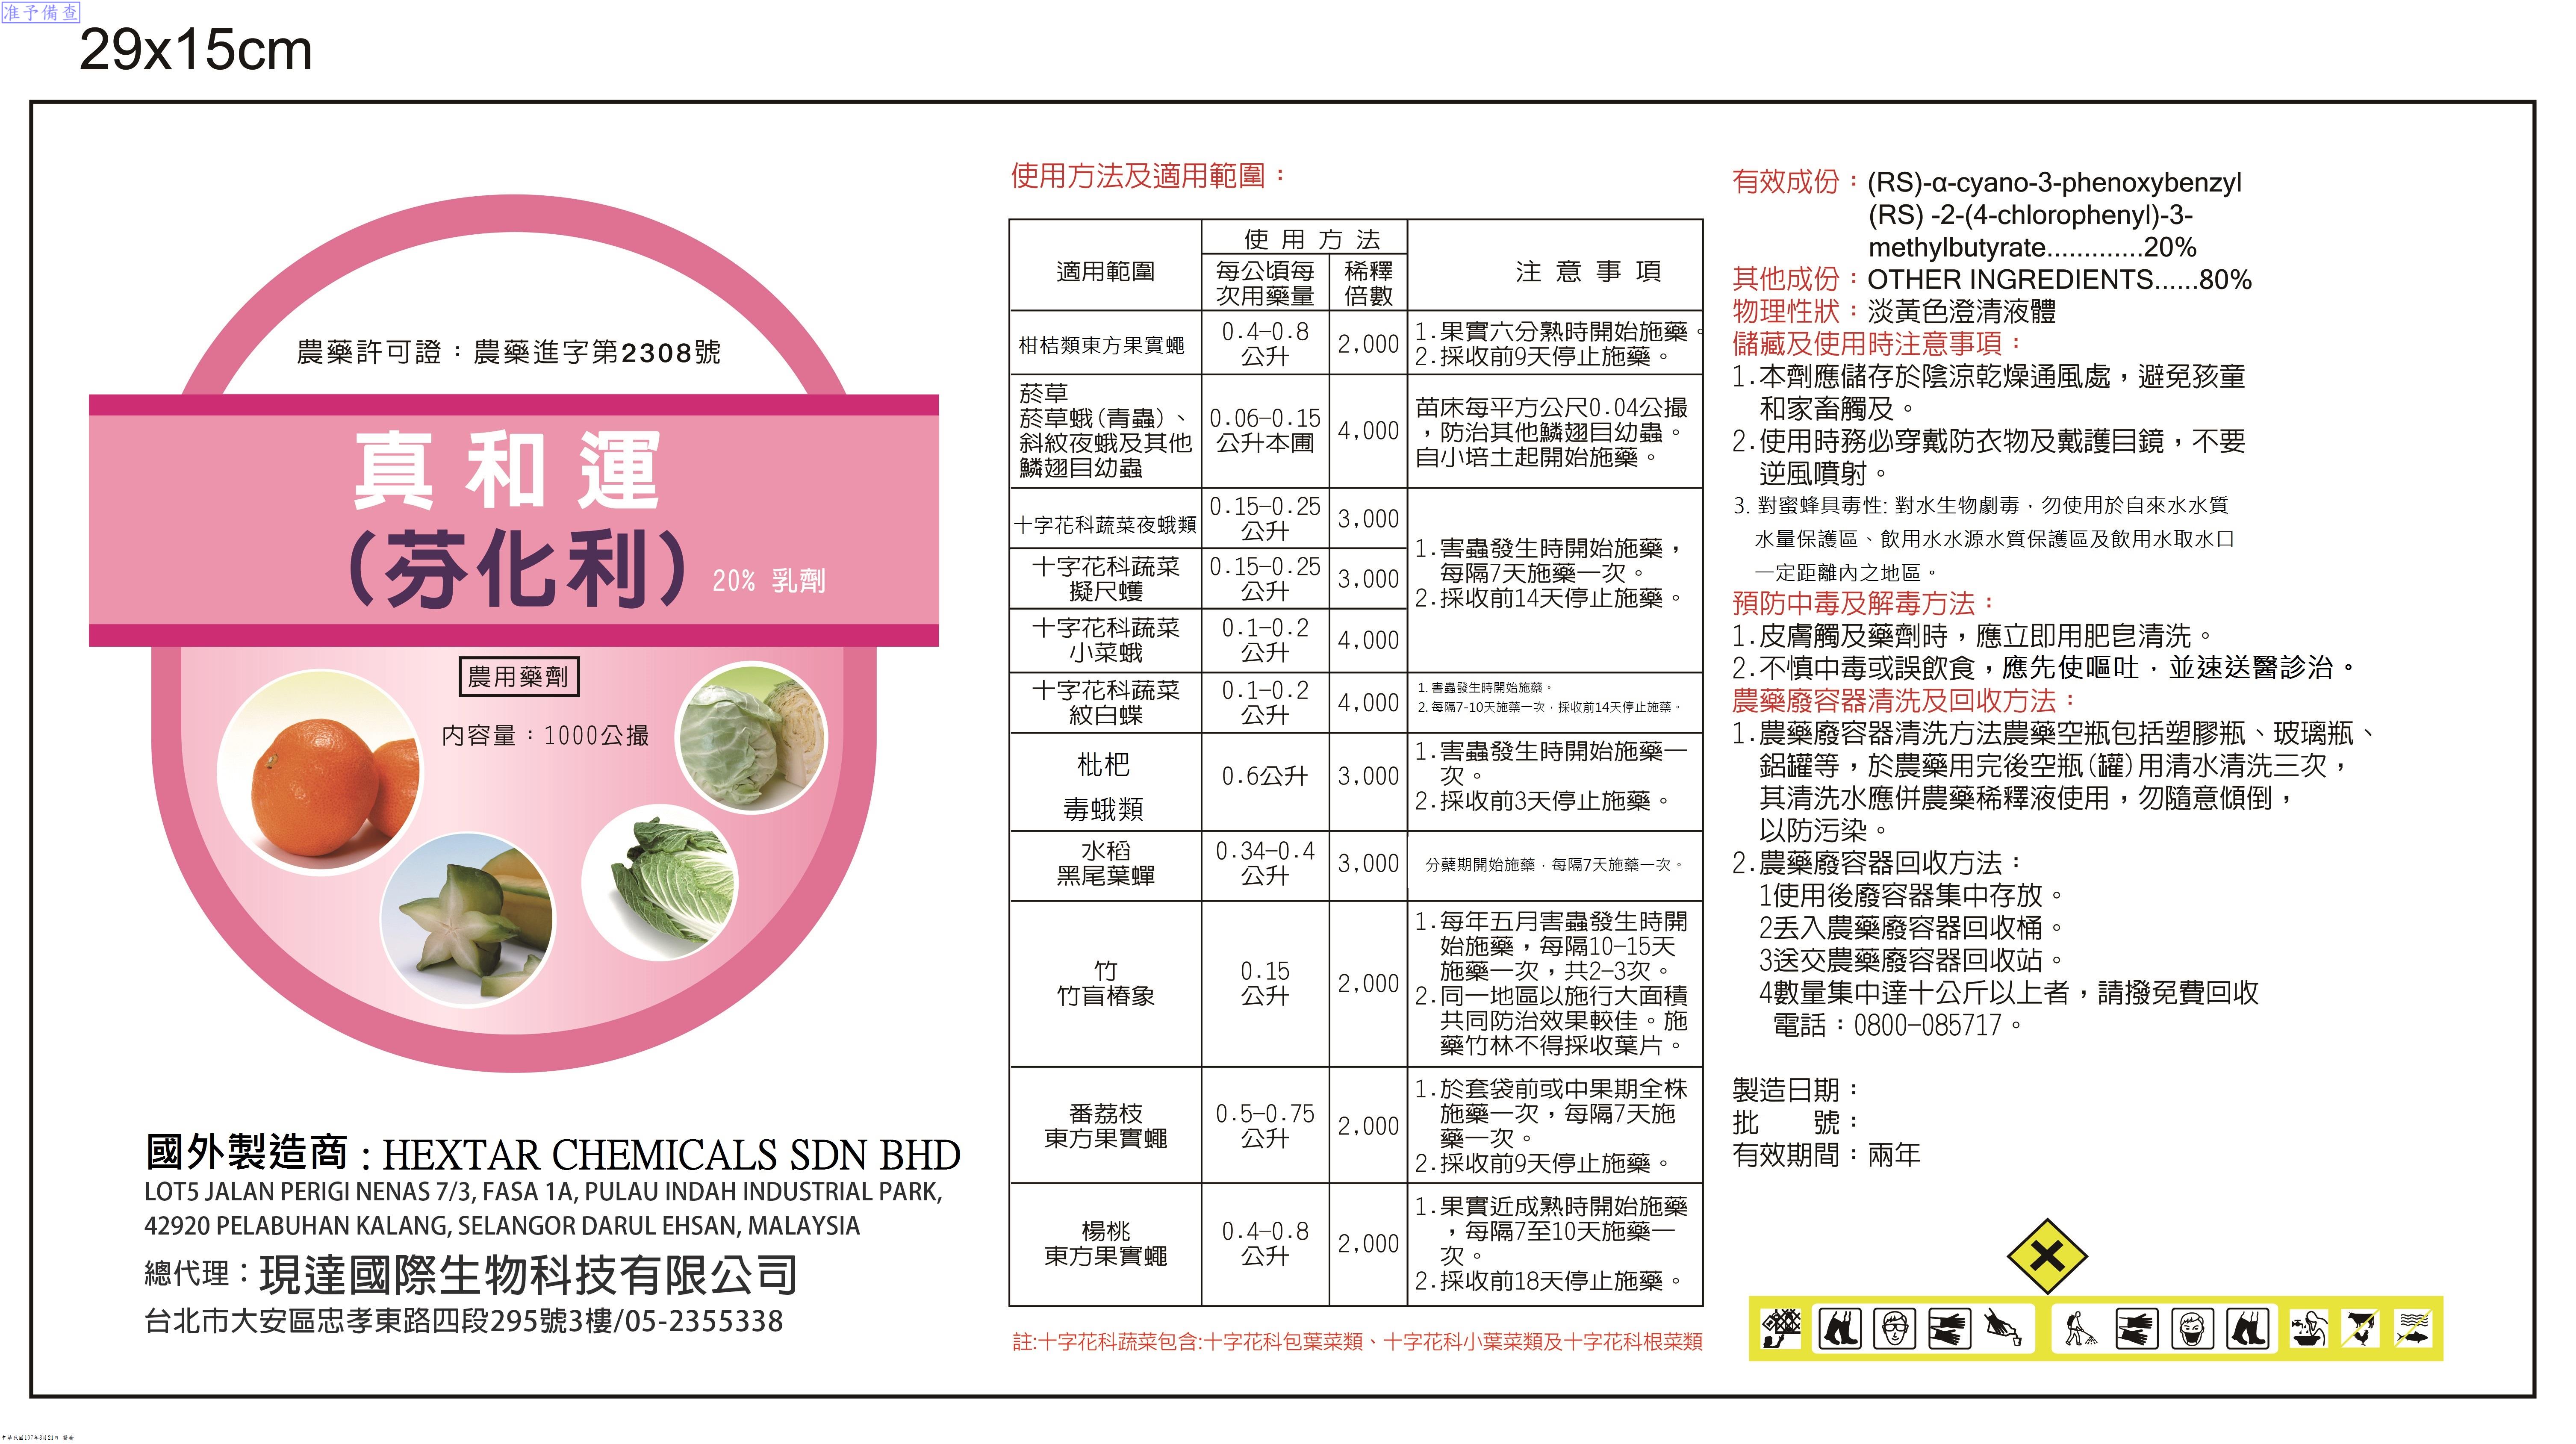 准予備查
29x15cm
農藥許可證：農藥進字第2308號
真和運
(芬化利) 20% 乳劑
農用藥劑
内容量：1000公撮
國外製造商 : HEXTAR CHEMICALS SDN BHD
LOT5 JALAN PERIGI NENAS 7/3, FASA 1A, PULAU INDAH INDUSTRIAL PARK,
42920 PELABUHAN KALANG, SELANGOR DARUL EHSAN, MALAYSIA
總代理：現達國際生物科技有限公司
台北市大安區忠孝東路四段295號3樓/05-2355338
使用方法及適用範圍：
適用範圍
使用方法
每公頃每
次用藥量
稀釋
倍數
注意事項
柑桔類東方果實蠅
0.4-0.8
公升
2,000
1.果實六分熟時開始施藥。
2.採收前9天停止施藥。
菸草
菸草蛾(青蟲)、
斜紋夜蛾及其他
鱗翅目幼蟲
0.06-0.15
公升本圃
4,000
苗床每平方公尺0.04公撮
，防治其他鱗翅目幼蟲。
自小培土起開始施藥。
十字花科蔬菜夜蛾類
0.15-0.25
公升
3,000
十字花科蔬菜
擬尺蠖
0.15-0.25
公升
3,000
十字花科蔬菜
小菜蛾
0.1-0.2
公升
4,000
1.害蟲發生時開始施藥，
每隔7天施藥一次。
2.採收前14天停止施藥。
十字花科蔬菜
紋白蝶
0.1-0.2
公升
4,000
1. 害蟲發生時開始施藥。
2. 每隔7-10天施藥一次，採收前14天停止施藥。
枇杷
毒蛾類
0.6公升
3,000
1.害蟲發生時開始施藥一
次。
2.採收前3天停止施藥。
水稻
黑尾葉蟬
0.34-0.4
公升
3,000
分蘗期開始施藥，每隔7天施藥一次。
竹
竹盲椿象
0.15
公升
2,000
1.每年五月害蟲發生時開
始施藥，每隔10-15天
施藥一次，共2-3次。
2.同一地區以施行大面積
共同防治效果較佳。施
藥竹林不得採收葉片。
番荔枝
東方果實蠅
0.5-0.75
公升
2,000
1.於套袋前或中果期全株
施藥一次，每隔7天施
藥一次。
2.採收前9天停止施藥。
楊桃
東方果實蠅
0.4-0.8
公升
2,000
1.果實近成熟時開始施藥
，每隔7至10天施藥一
次。
2.採收前18天停止施藥。
註:十字花科蔬菜包含:十字花科包葉菜類、十字花科小葉菜類及十字花科根菜類
有效成份：(RS)-α-cyano-3-phenoxybenzyl
(RS) -2-(4-chlorophenyl)-3-
methylbutyrate.............20%
其他成份：OTHER INGREDIENTS......80%
物理性狀：淡黃色澄清液體
儲藏及使用時注意事項：
1.本劑應儲存於陰涼乾燥通風處，避免孩童
和家畜觸及。
2.使用時務必穿戴防衣物及戴護目鏡，不要
逆風噴射。
3. 對蜜蜂具毒性: 對水生物劇毒，勿使用於自來水水質
水量保護區、飲用水水源水質保護區及飲用水取水口
一定距離內之地區。
預防中毒及解毒方法：
1.皮膚觸及藥劑時，應立即用肥皂清洗。
2.不慎中毒或誤飲食，應先使嘔吐，並速送醫診治。
農藥廢容器清洗及回收方法：
1.農藥廢容器清洗方法農藥空瓶包括塑膠瓶、玻璃瓶、
鋁罐等，於農藥用完後空瓶(罐)用清水清洗三次，
其清洗水應併農藥稀釋液使用，勿隨意傾倒，
以防污染。
2.農藥廢容器回收方法：
1使用後廢容器集中存放。
2丟入農藥廢容器回收桶。
3送交農藥廢容器回收站。
4數量集中達十公斤以上者，請撥免費回收
電話：0800-085717。
製造日期：
批　　號：
有效期間：兩年